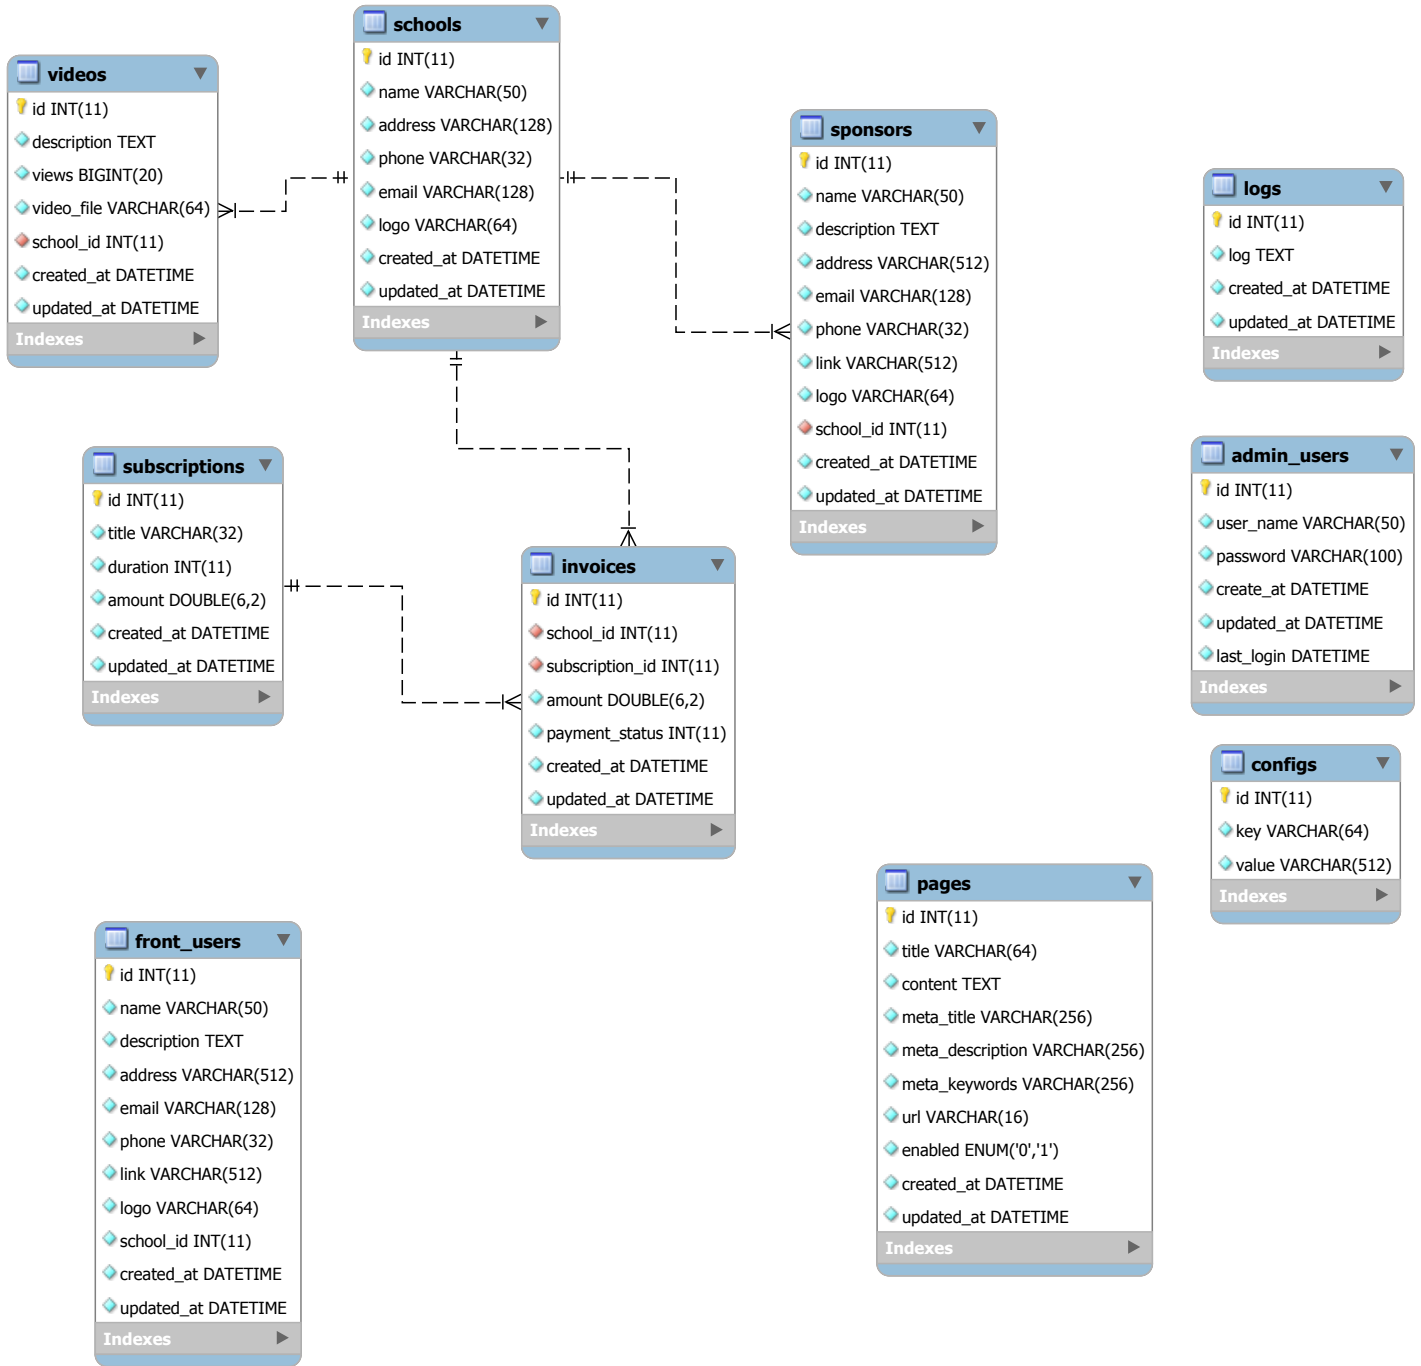 schools
id INT(11)
name VARCHAR(50)
address VARCHAR(128)
phone VARCHAR(32)
email VARCHAR(128)
logo VARCHAR(64)
created_at DATETIME
updated_at DATETIME
Indexes
videos
id INT(11)
description TEXT
views BIGINT(20)
video_file VARCHAR(64)
school_id INT(11)
created_at DATETIME
updated_at DATETIME
Indexes
sponsors
id INT(11)
name VARCHAR(50)
description TEXT
address VARCHAR(512)
email VARCHAR(128)
phone VARCHAR(32)
link VARCHAR(512)
logo VARCHAR(64)
school_id INT(11)
created_at DATETIME
updated_at DATETIME
Indexes
logs
id INT(11)
log TEXT
created_at DATETIME
updated_at DATETIME
Indexes
subscriptions
id INT(11)
title VARCHAR(32)
duration INT(11)
amount DOUBLE(6,2)
created_at DATETIME
updated_at DATETIME
Indexes
invoices
id INT(11)
school_id INT(11)
subscription_id INT(11)
amount DOUBLE(6,2)
payment_status INT(11)
created_at DATETIME
updated_at DATETIME
Indexes
admin_users
id INT(11)
user_name VARCHAR(50)
password VARCHAR(100)
create_at DATETIME
updated_at DATETIME
last_login DATETIME
Indexes
configs
id INT(11)
key VARCHAR(64)
value VARCHAR(512)
Indexes
pages
id INT(11)
title VARCHAR(64)
content TEXT
meta_title VARCHAR(256)
meta_description VARCHAR(256)
meta_keywords VARCHAR(256)
url VARCHAR(16)
enabled ENUM('0','1')
created_at DATETIME
updated_at DATETIME
Indexes
front_users
id INT(11)
name VARCHAR(50)
description TEXT
address VARCHAR(512)
email VARCHAR(128)
phone VARCHAR(32)
link VARCHAR(512)
logo VARCHAR(64)
school_id INT(11)
created_at DATETIME
updated_at DATETIME
Indexes